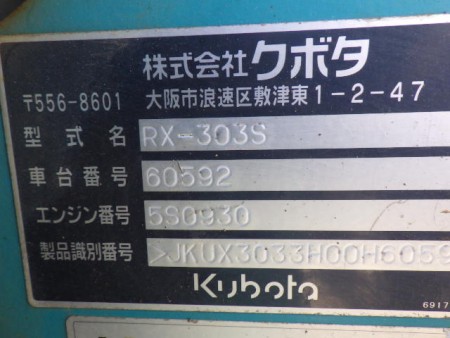 株式会社クボタ
〒556-8601 大阪市浪速区敷津東1-2-47
型式名 RX-303S
車台番号 60592
エンジン番号 5S0930
製品識別番号 >JKUX3033H00H6059
Kubota
6917